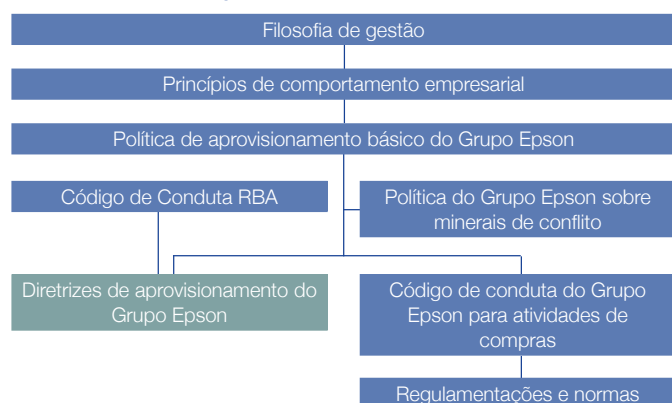 Filosofia de gestão
Princípios de comportamento empresarial
Política de aprovisionamento básico do Grupo Epson
Código de Conduta RBA
Política do Grupo Epson sobre
minerais de conflito
Diretrizes de aprovisionamento do
Grupo Epson
Código de conduta do Grupo
Epson para atividades de
compras
Regulamentações e normas